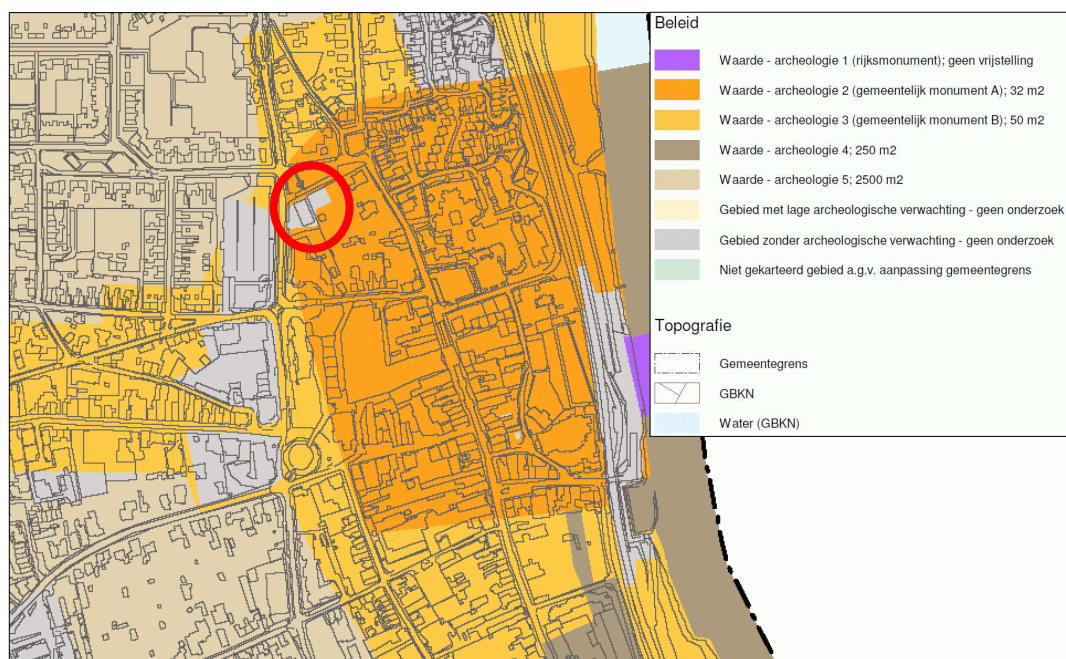 Beleid
Waarde - archeologie 1 (rijksmonument); geen vrijstelling
Waarde - archeologie 2 (gemeentelijk monument A); 32 m2
Waarde - archeologie 3 (gemeentelijk monument B); 50 m2
Waarde - archeologie 4; 250 m2
Waarde - archeologie 5; 2500 m2
Gebied met lage archeologische verwachting - geen onderzoek
Gebied zonder archeologische verwachting - geen onderzoek
Niet gekarteerd gebied a.g.v. aanpassing gemeentegrens
Topografie
Gemeentegrens
GBKN
Water (GBKN)